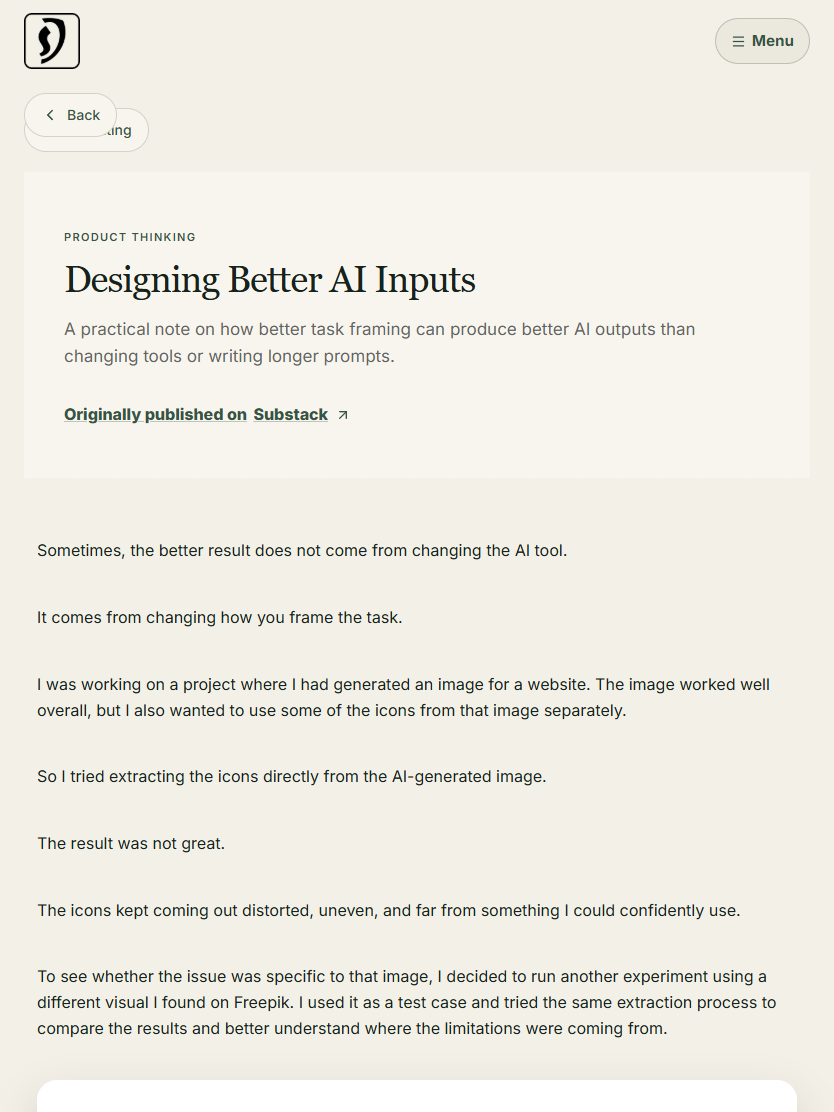 Menu
Back
PRODUCT THINKING
Designing Better AI Inputs
A practical note on how better task framing can produce better AI outputs than
changing tools or writing longer prompts.
Originally published on Substack
Sometimes, the better result does not come from changing the AI tool.
It comes from changing how you frame the task.
I was working on a project where I had generated an image for a website. The image worked well
overall, but I also wanted to use some of the icons from that image separately.
So I tried extracting the icons directly from the AI-generated image.
The result was not great.
The icons kept coming out distorted, uneven, and far from something I could confidently use.
To see whether the issue was specific to that image, I decided to run another experiment using a
different visual I found on Freepik. I used it as a test case and tried the same extraction process to
compare the results and better understand where the limitations were coming from.